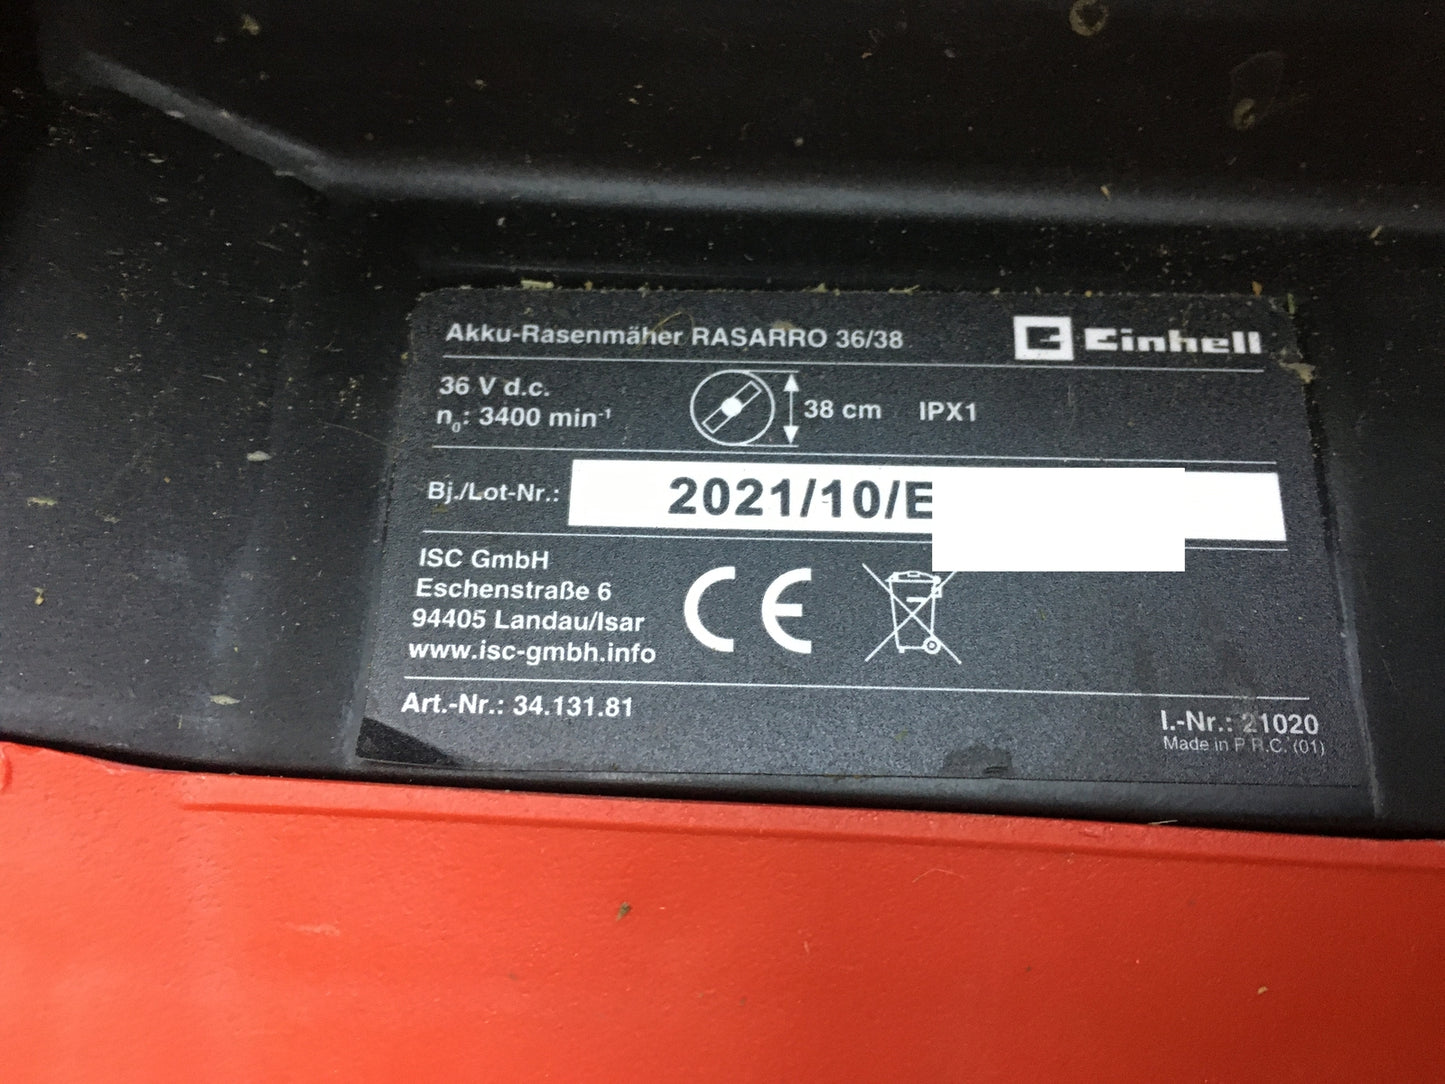 Akku-Rasenmäher RASARRO 36/38
Einhell
36 V d.c.
n₀: 3400 min⁻¹
38 cm
IPX1
Bj./Lot-Nr.: 2021/10/E
ISC GmbH
Eschenstraße 6
94405 Landau/Isar
www.isc-gmbh.info
CE
Art.-Nr.: 34.131.81
I.-Nr.: 21020
Made in P.R.C. (01)